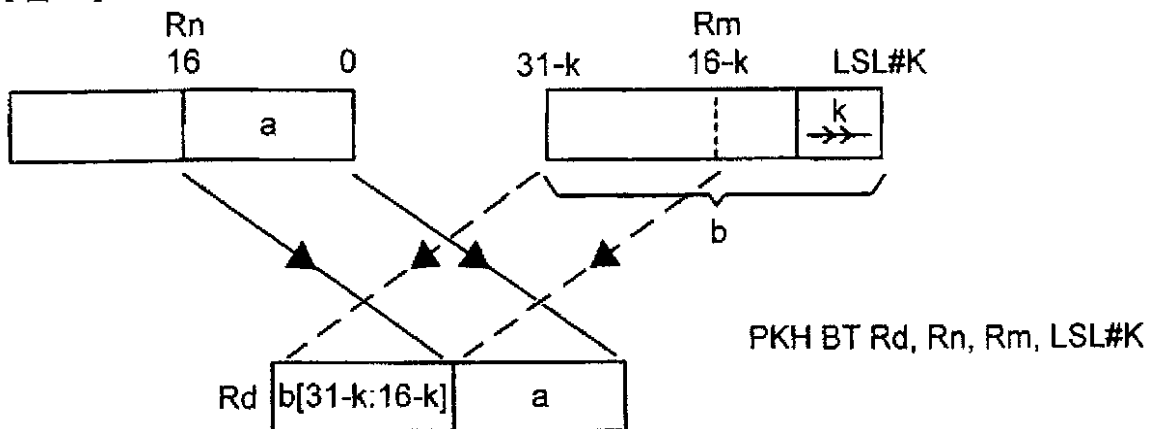 Rn Rm
16 0 31-k 16-k LSL#K
a k
b
PKH BT Rd, Rn, Rm, LSL#K
Rd b[31-k:16-k] a